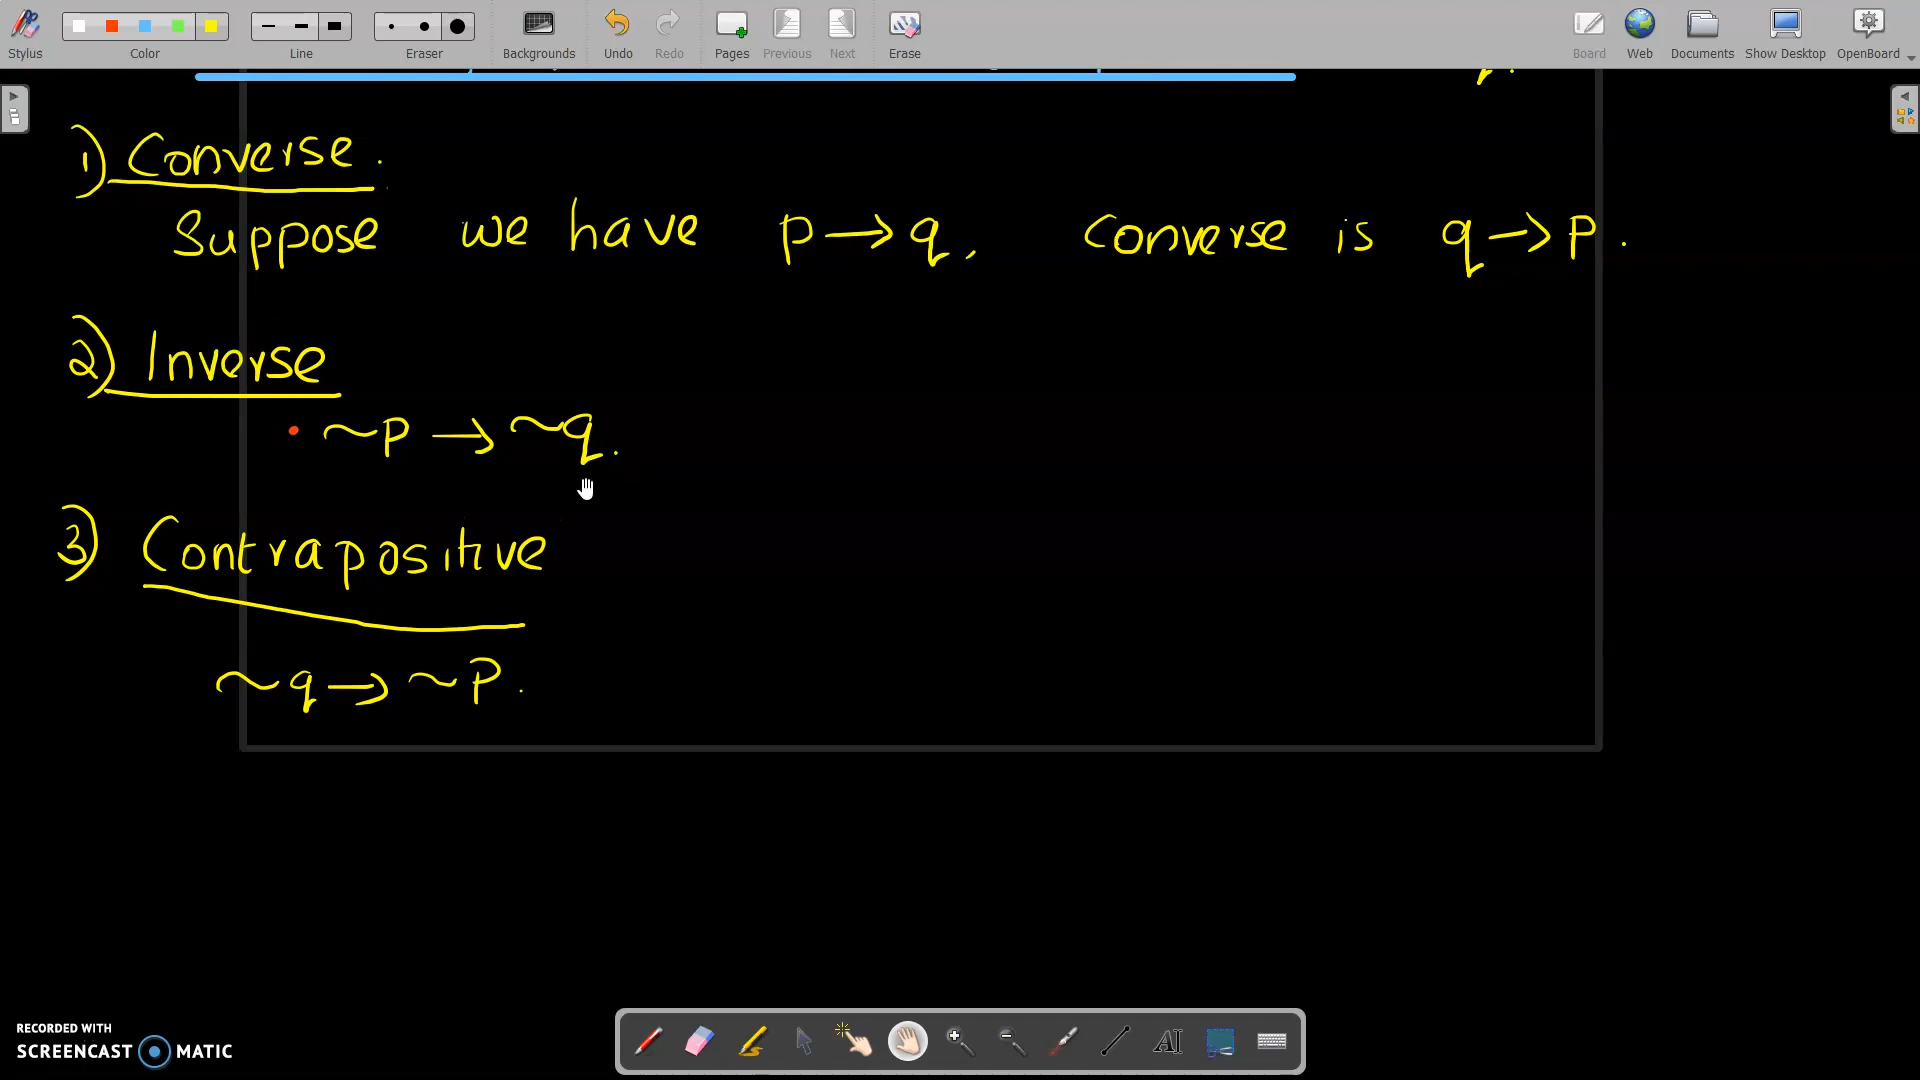 Stylus
Color
Line
Eraser
Backgrounds
Undo
Redo
Pages
Previous
Next
Erase
Board
Web
Documents
Show Desktop
OpenBoard
1) Converse.
Suppose we have p → q, Converse is q → p.
2) Inverse
~p → ~q.
3) Contrapositive
~q → ~p.
RECORDED WITH
SCREENCAST MATIC